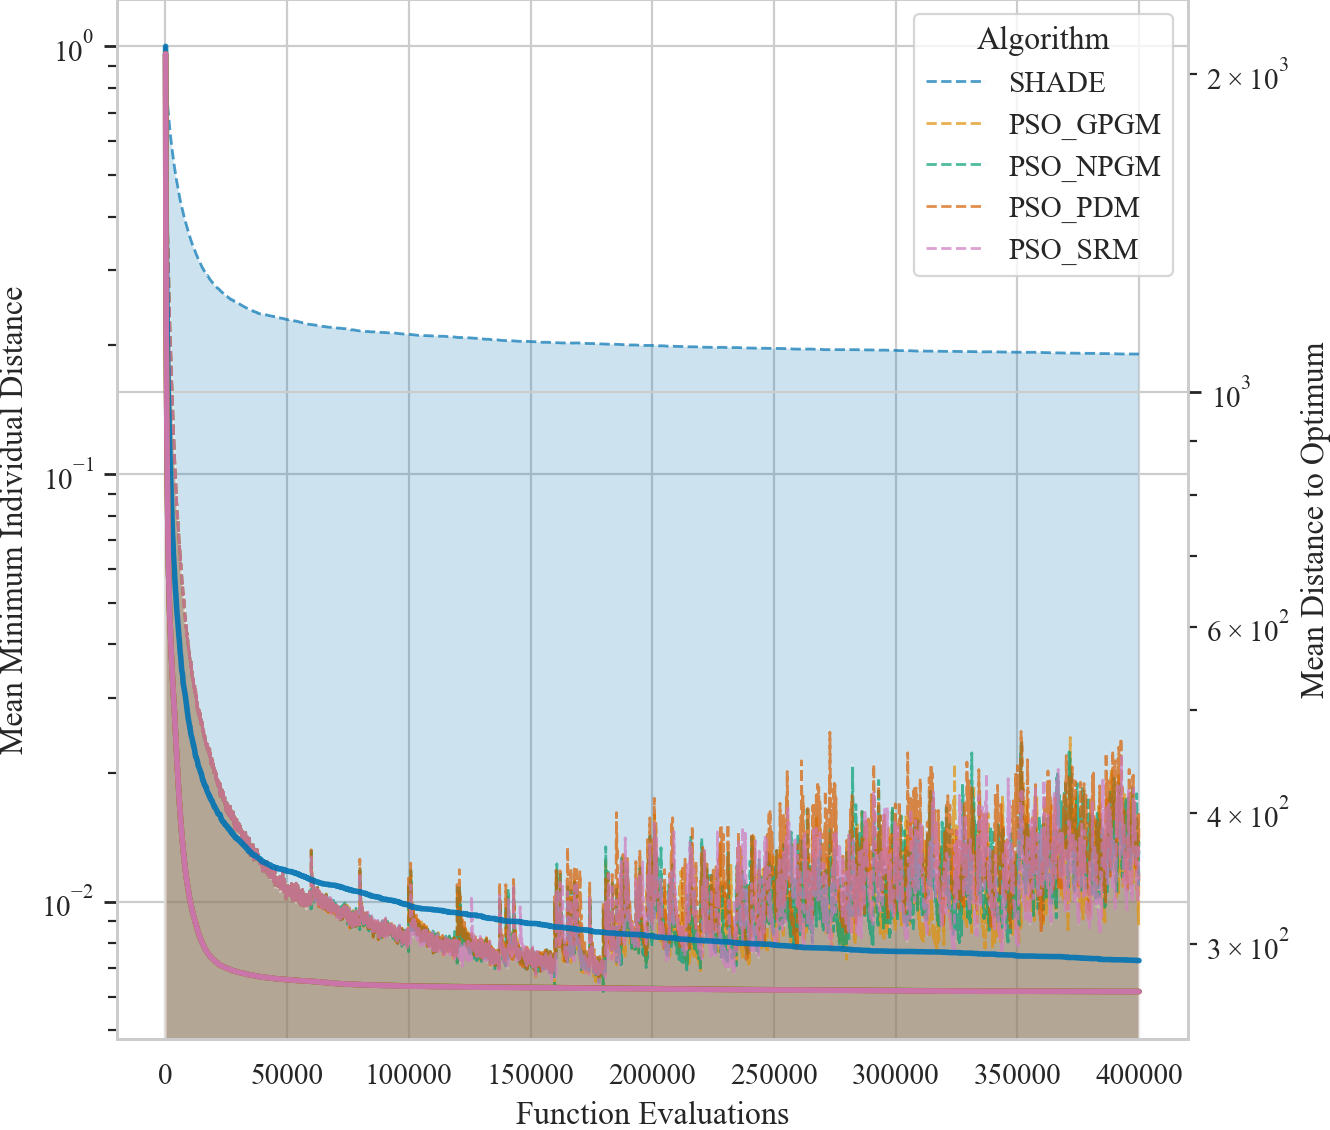 Algorithm
SHADE
PSO_GPGM
PSO_NPGM
PSO_PDM
PSO_SRM
Mean Minimum Individual Distance
10^0
10^−1
10^−2
Mean Distance to Optimum
2 × 10^3
10^3
6 × 10^2
4 × 10^2
3 × 10^2
0 50000 100000 150000 200000 250000 300000 350000 400000
Function Evaluations